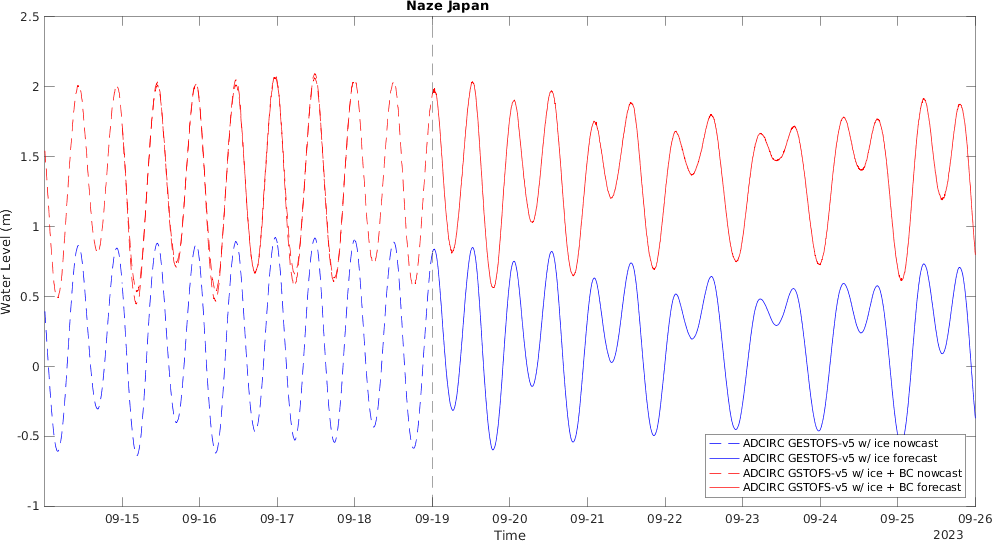 Naze Japan
Water Level (m)
2.5
2
1.5
1
0.5
0
-0.5
-1
ADCIRC GESTOFS-v5 w/ ice nowcast
ADCIRC GESTOFS-v5 w/ ice forecast
ADCIRC GSTOFS-v5 w/ ice + BC nowcast
ADCIRC GSTOFS-v5 w/ ice + BC forecast
09-15 09-16 09-17 09-18 09-19 09-20 09-21 09-22 09-23 09-24 09-25 09-26
Time
2023